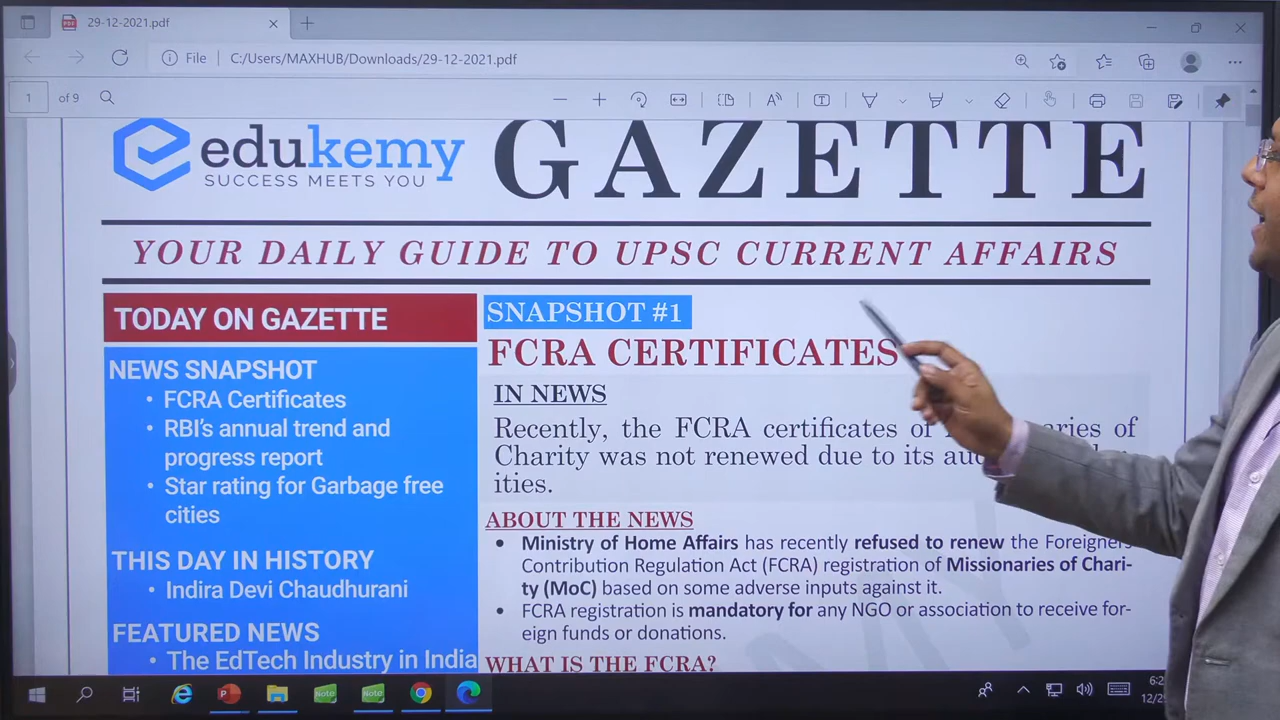 29-12-2021.pdf
File
C:/Users/MAXHUB/Downloads/29-12-2021.pdf
1 of 9
edukemy
SUCCESS MEETS YOU
GAZETTE
YOUR DAILY GUIDE TO UPSC CURRENT AFFAIRS
TODAY ON GAZETTE
NEWS SNAPSHOT
• FCRA Certificates
• RBI's annual trend and
progress report
• Star rating for Garbage free
cities
THIS DAY IN HISTORY
• Indira Devi Chaudhurani
FEATURED NEWS
• The EdTech Industry in India
SNAPSHOT #1
FCRA CERTIFICATES
IN NEWS
Recently, the FCRA certificates of
Charity was not renewed due to its
ities.
ABOUT THE NEWS
• Ministry of Home Affairs has recently refused to renew the Foreigners
Contribution Regulation Act (FCRA) registration of Missionaries of Chari-
ty (MoC) based on some adverse inputs against it.
• FCRA registration is mandatory for any NGO or association to receive for-
eign funds or donations.
WHAT IS THE FCRA?